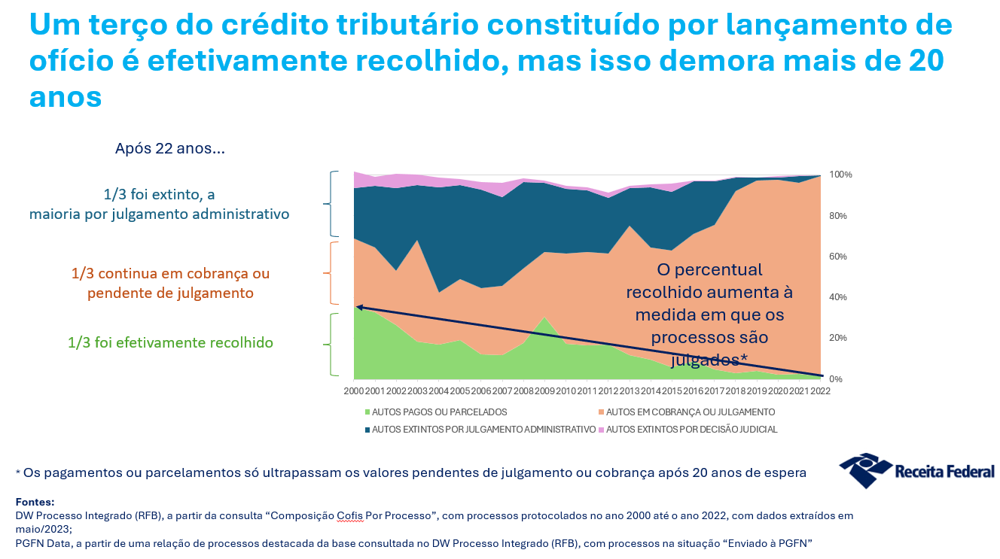 Um terço do crédito tributário constituído por lançamento de
ofício é efetivamente recolhido, mas isso demora mais de 20
anos
Após 22 anos...
1/3 foi extinto, a
maioria por julgamento administrativo
1/3 continua em cobrança ou
pendente de julgamento
1/3 foi efetivamente recolhido
100%
80%
60%
40%
20%
0%
O percentual
recolhido aumenta à
medida em que os
processos são
julgados*
2000 2001 2002 2003 2004 2005 2006 2007 2008 2009 2010 2011 2012 2013 2014 2015 2016 2017 2018 2019 2020 2021 2022
AUTOS PAGOS OU PARCELADOS
AUTOS EM COBRANÇA OU JULGAMENTO
AUTOS EXTINTOS POR JULGAMENTO ADMINISTRATIVO
AUTOS EXTINTOS POR DECISÃO JUDICIAL
* Os pagamentos ou parcelamentos só ultrapassam os valores pendentes de julgamento ou cobrança após 20 anos de espera
Receita Federal
Fontes:
DW Processo Integrado (RFB), a partir da consulta “Composição Cofis Por Processo”, com processos protocolados no ano 2000 até o ano 2022, com dados extraídos em
maio/2023;
PGFN Data, a partir de uma relação de processos destacada da base consultada no DW Processo Integrado (RFB), com processos na situação “Enviado à PGFN”